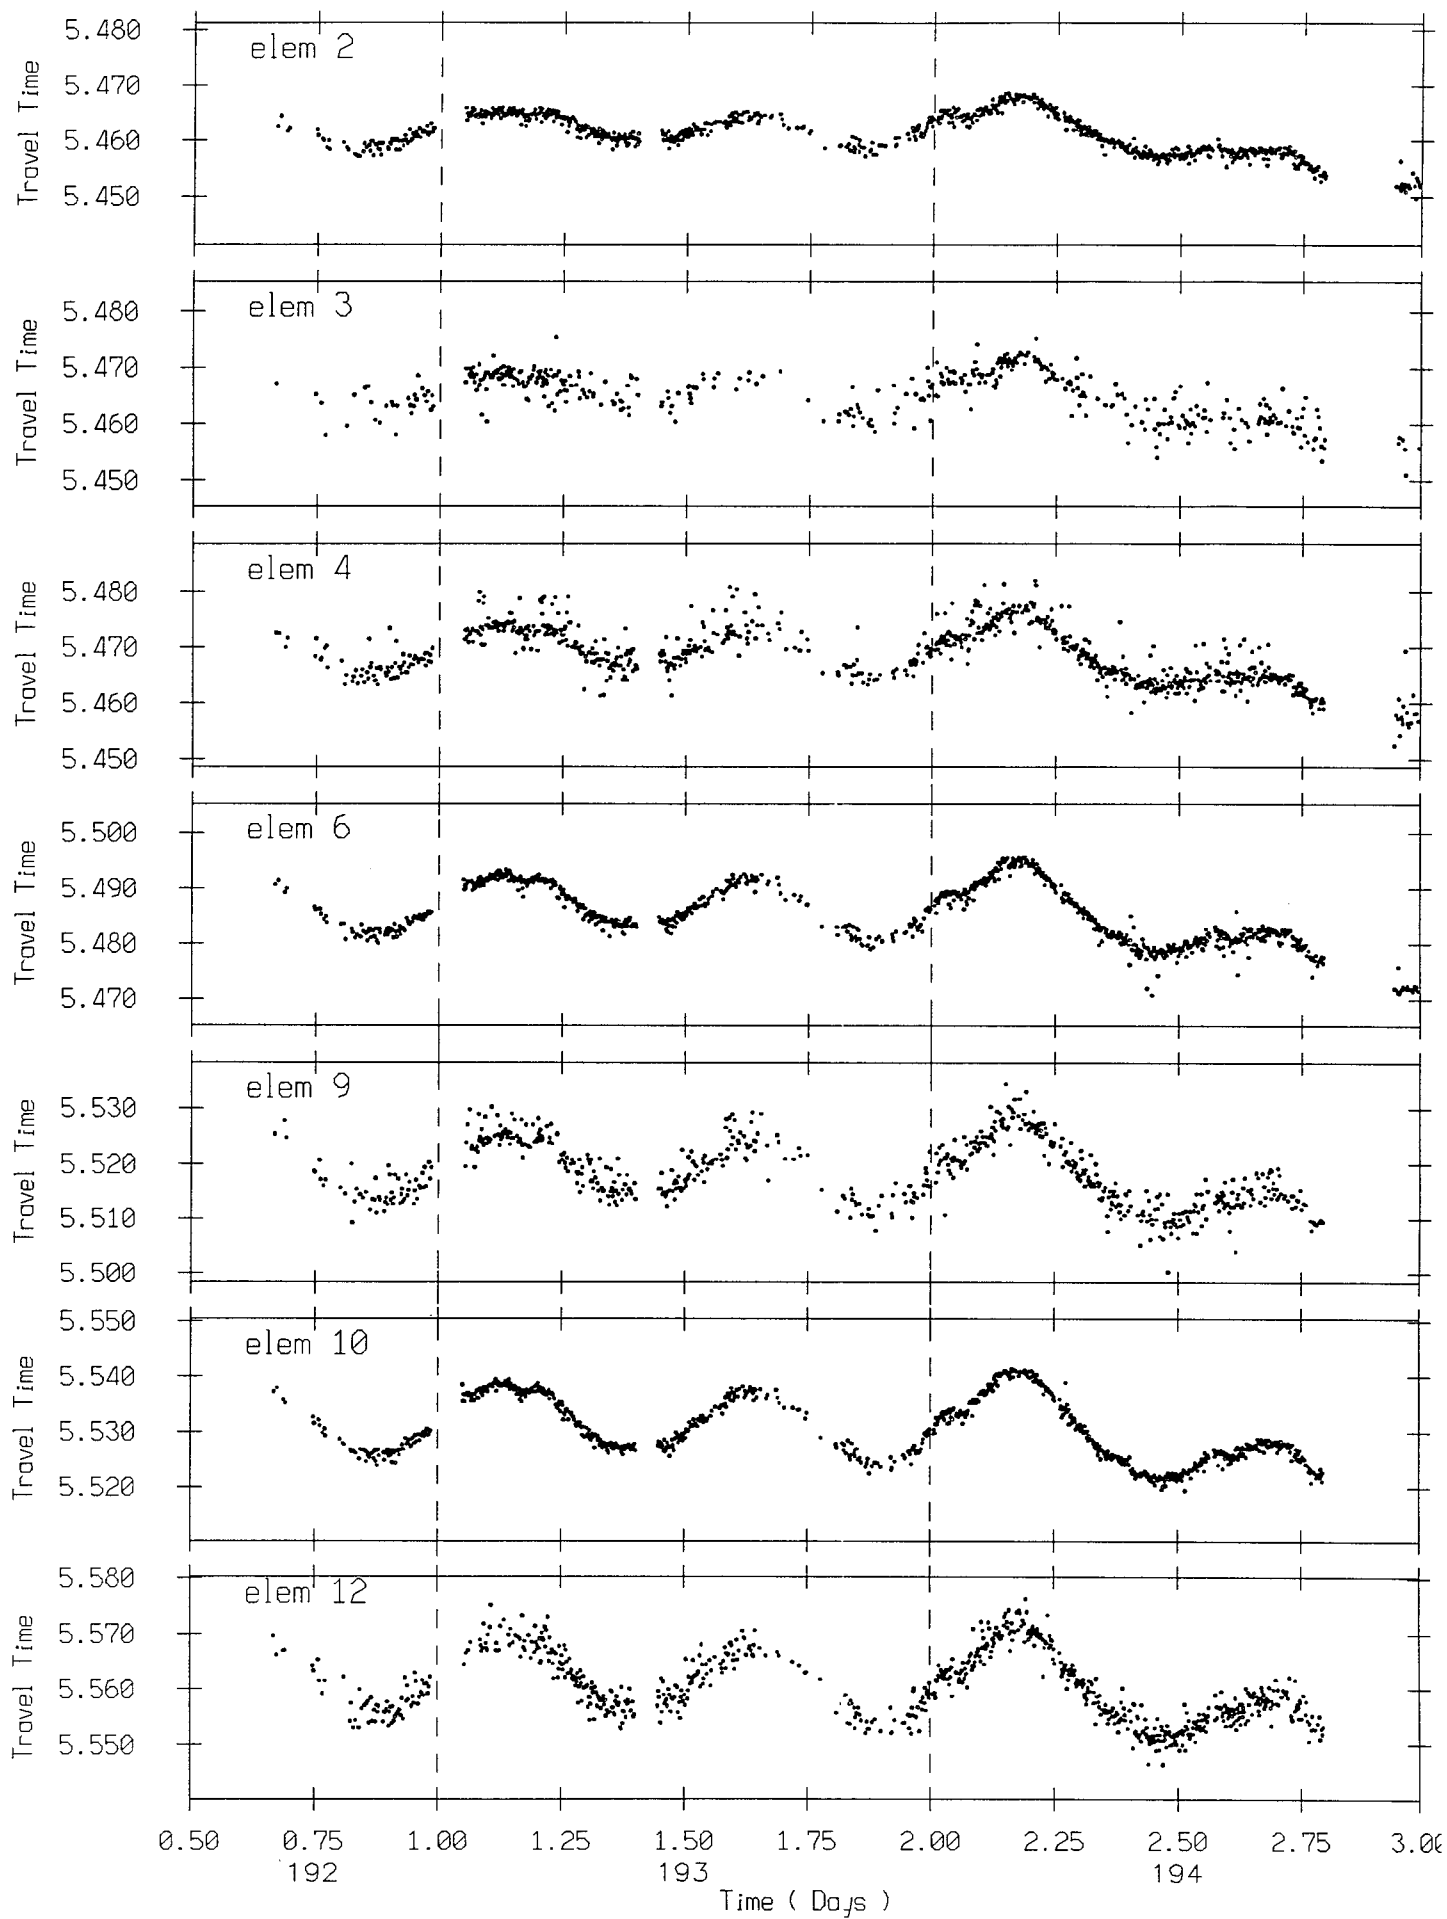 elem 2
5.480
5.470
5.460
5.450
Travel Time
elem 3
5.480
5.470
5.460
5.450
Travel Time
elem 4
5.480
5.470
5.460
5.450
Travel Time
elem 6
5.500
5.490
5.480
5.470
Travel Time
elem 9
5.530
5.520
5.510
5.500
Travel Time
elem 10
5.550
5.540
5.530
5.520
Travel Time
elem 12
5.580
5.570
5.560
5.550
Travel Time
0.50 0.75 1.00 1.25 1.50 1.75 2.00 2.25 2.50 2.75 3.00
192 193 194
Time ( Days )